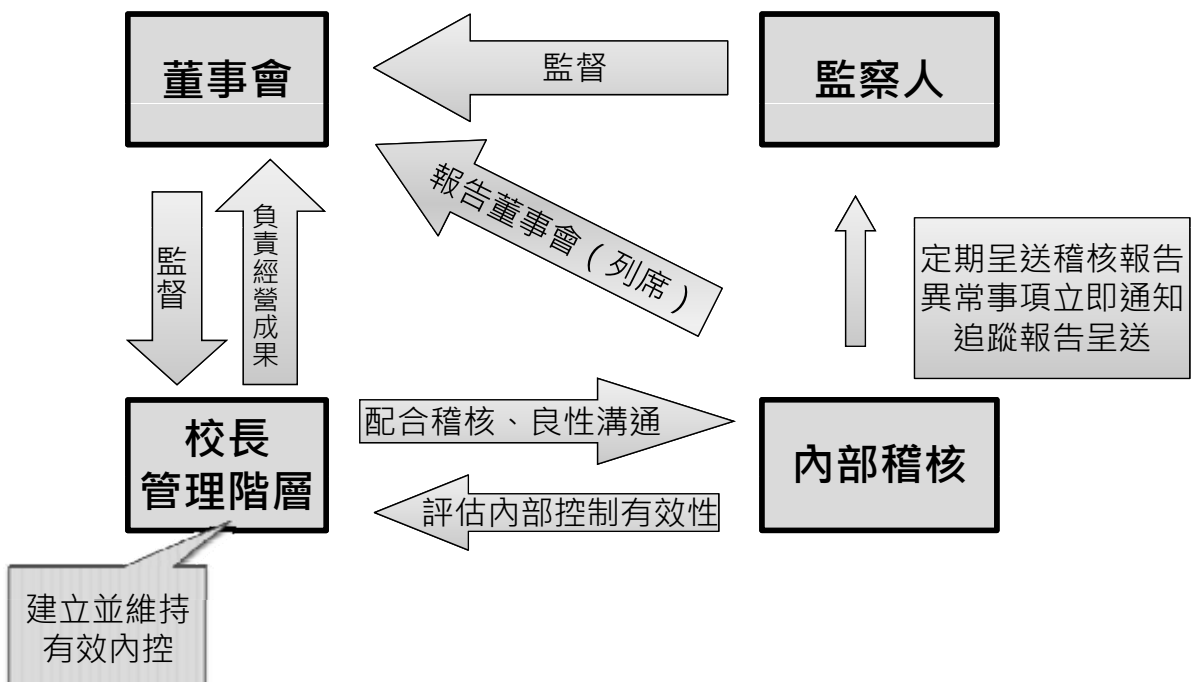 董事會
監督
監察人
報告董事會（列席）
監督
負責經營成果
定期呈送稽核報告
異常事項立即通知
追蹤報告呈送
校長
管理階層
配合稽核、良性溝通
評估內部控制有效性
內部稽核
建立並維持
有效內控